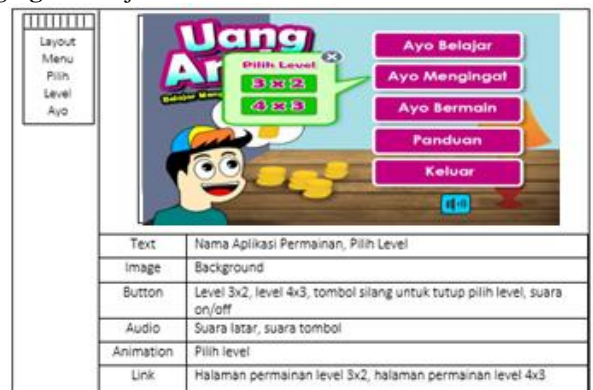 Layout
Menu
Pilih
Level
Ayo
Uang
Pilih Level
3 x 2
4 x 3
Ayo Belajar
Ayo Mengingat
Ayo Bermain
Panduan
Keluar
Text Nama Aplikasi Permainan, Pilih Level
Image Background
Button Level 3x2, level 4x3, tombol silang untuk tutup pilih level, suara
on/off
Audio Suara latar, suara tombol
Animation Pilih level
Link Halaman permainan level 3x2, halaman permainan level 4x3